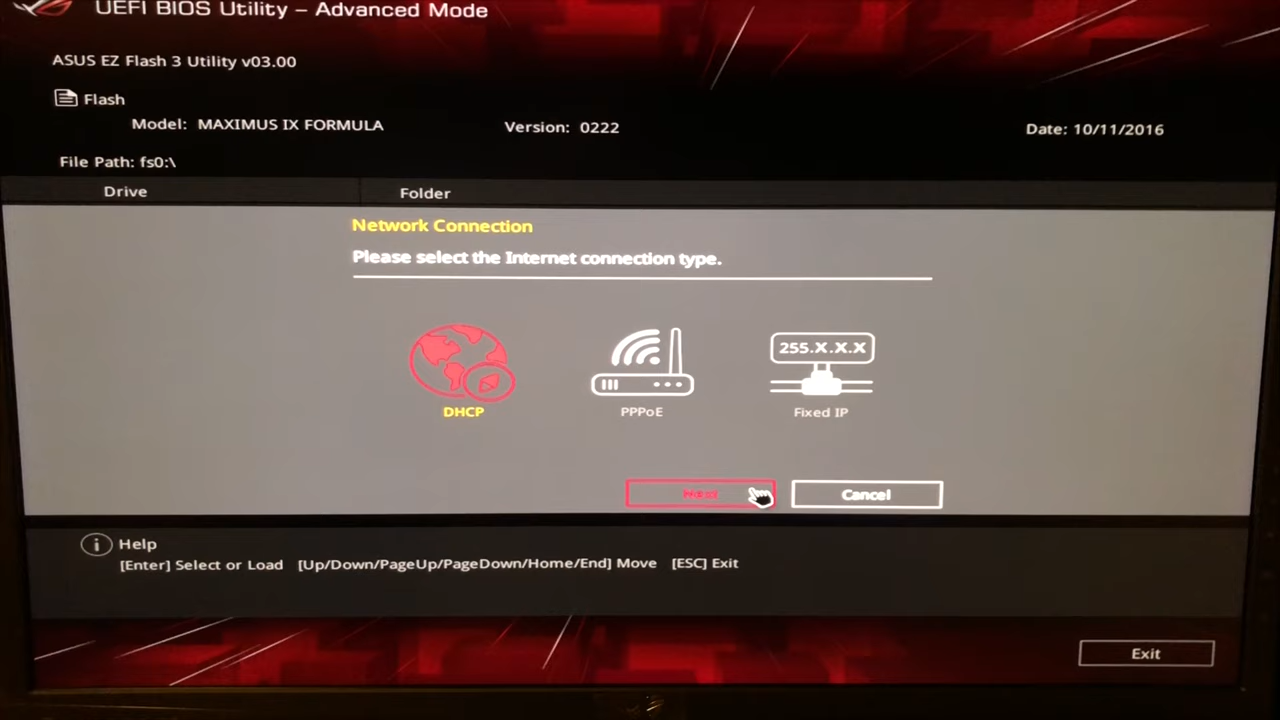 UEFI BIOS Utility – Advanced Mode
ASUS EZ Flash 3 Utility v03.00
Flash
Model: MAXIMUS IX FORMULA Version: 0222 Date: 10/11/2016
File Path: fs0:\
Drive Folder
Network Connection
Please select the Internet connection type.
255.X.X.X
DHCP PPPoE Fixed IP
Next Cancel
i Help
[Enter] Select or Load [Up/Down/PageUp/PageDown/Home/End] Move [ESC] Exit
Exit